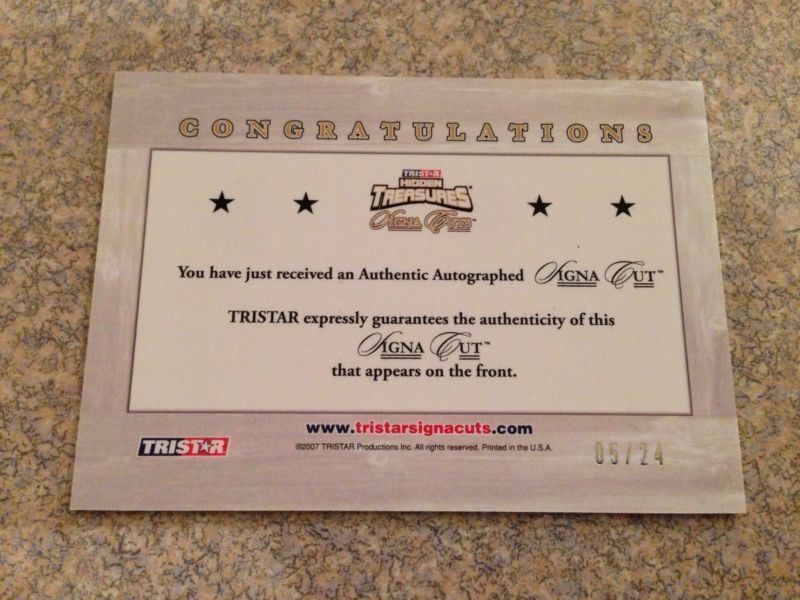 CONGRATULATIONS
TRISTAR
HIDDEN
TREASURES
SIGNA CUTS™
You have just received an Authentic Autographed SIGNA CUT™
TRISTAR expressly guarantees the authenticity of this
SIGNA CUT™
that appears on the front.
www.tristarsignacuts.com
TRISTAR
©2007 TRISTAR Productions Inc. All rights reserved. Printed in the U.S.A.
05/24